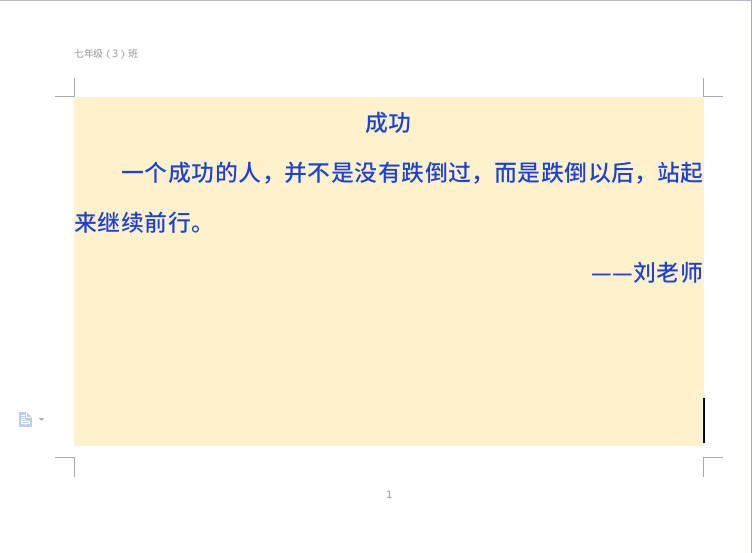 七年级（3）班
成功
一个成功的人，并不是没有跌倒过，而是跌倒以后，站起
来继续前行。
——刘老师
1